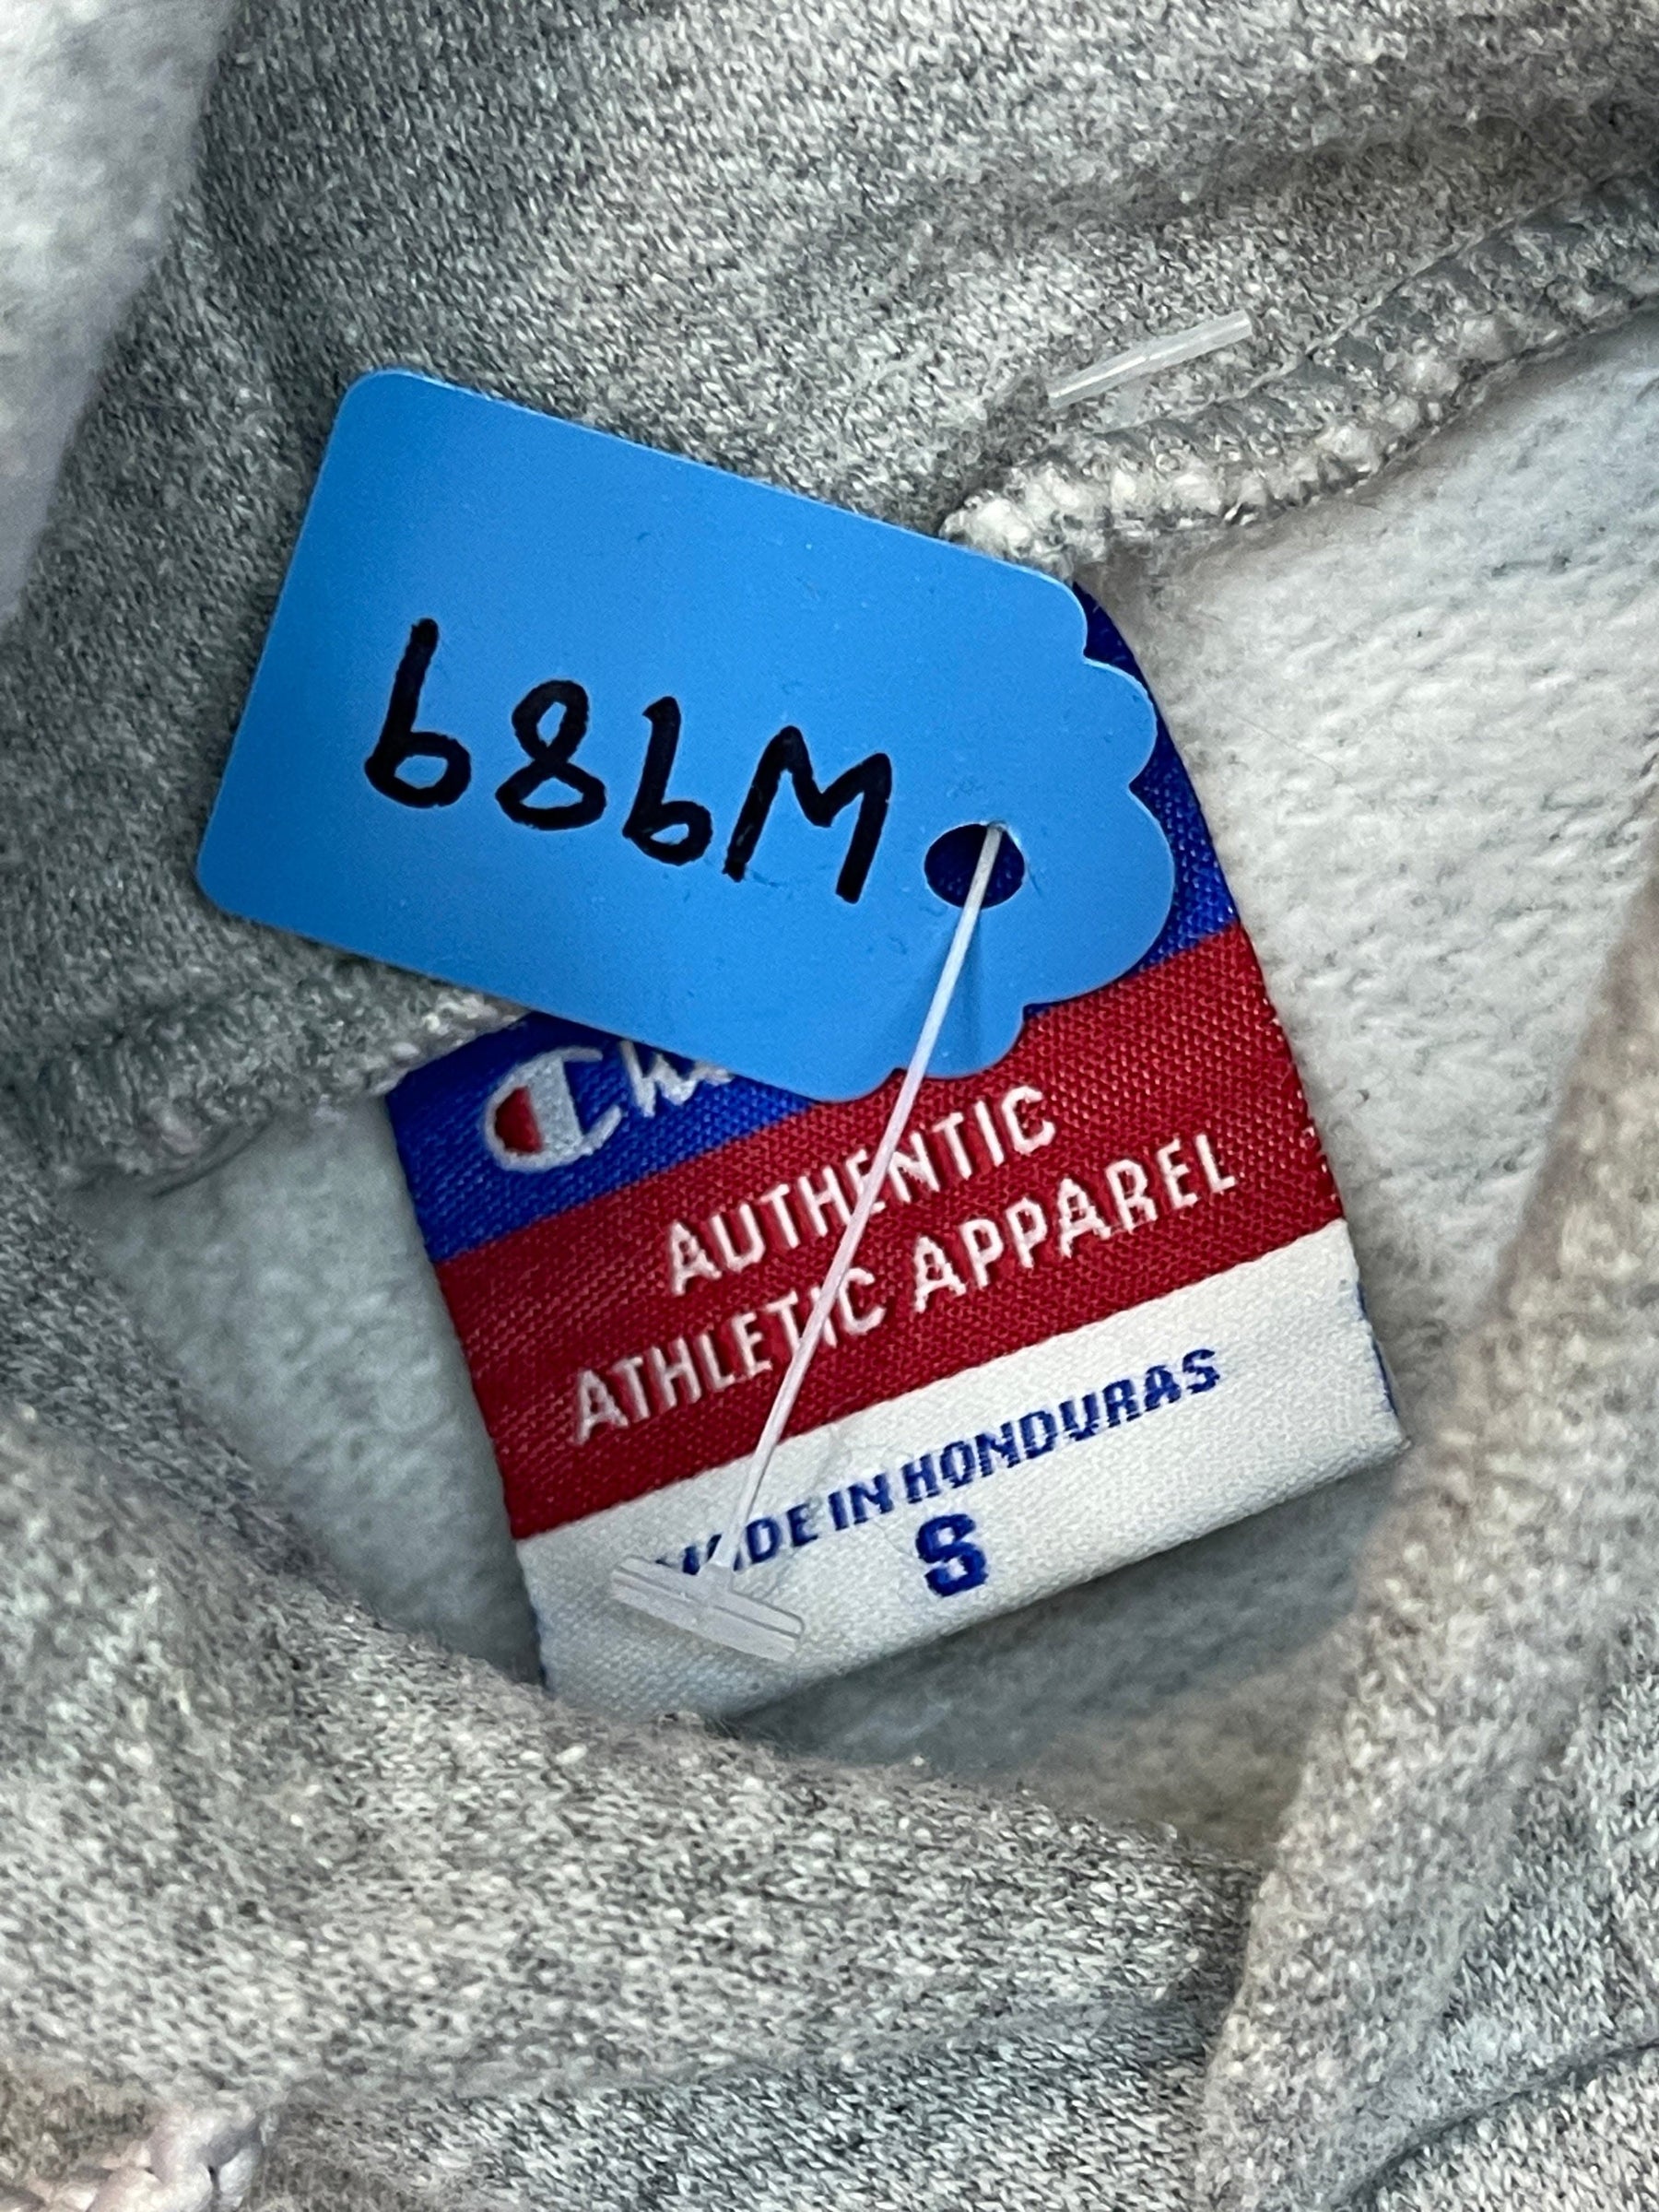 W989
AUTHENTIC
ATHLETIC APPAREL
MADE IN HONDURAS
S